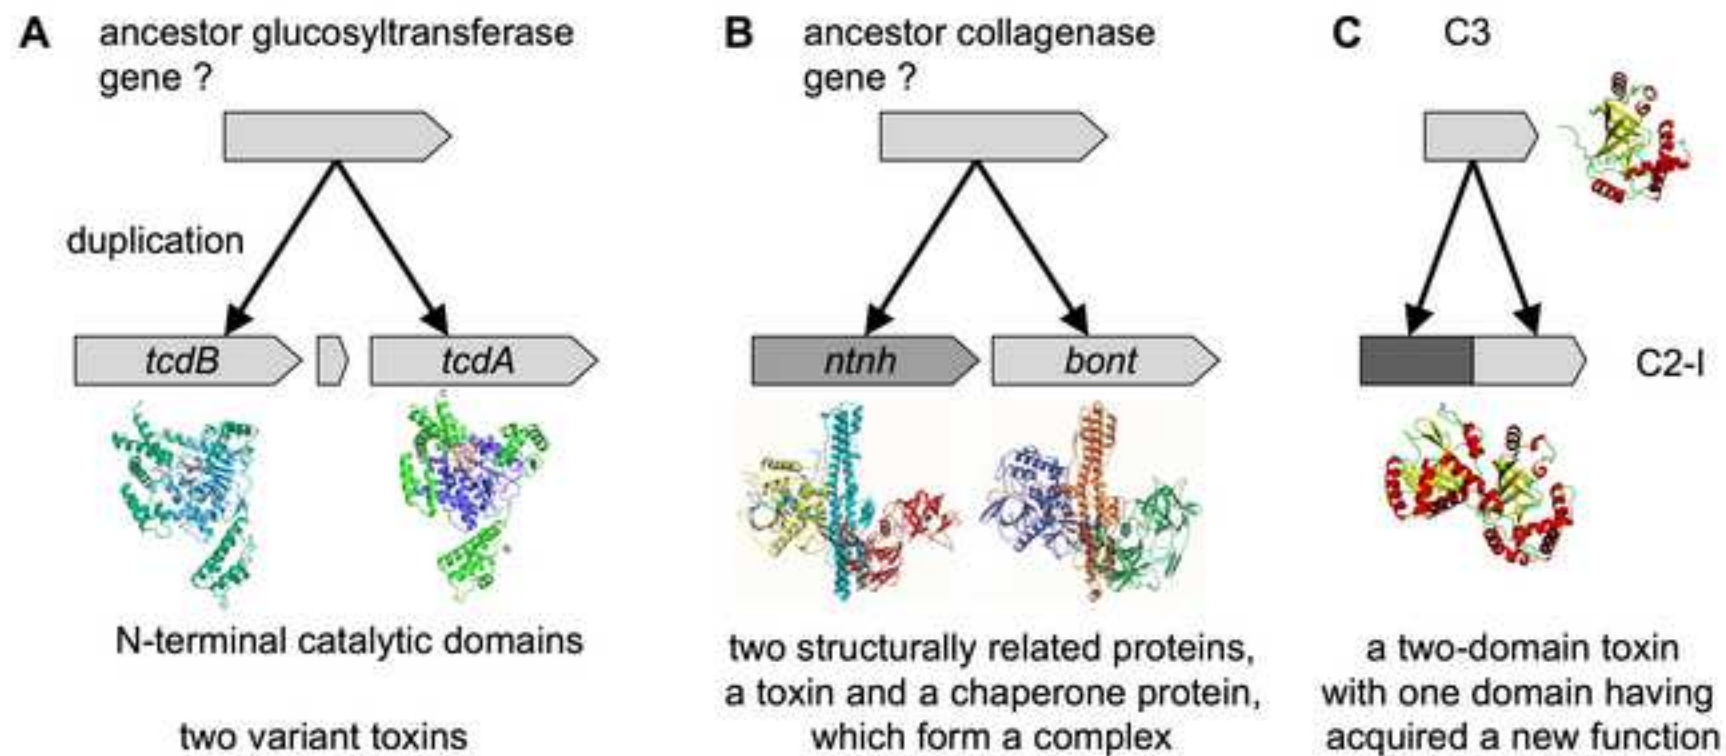 A
ancestor glucosyltransferase
gene ?
duplication
tcdB
tcdA
N-terminal catalytic domains
two variant toxins
B
ancestor collagenase
gene ?
ntnh
bont
two structurally related proteins,
a toxin and a chaperone protein,
which form a complex
C
C3
C2-I
a two-domain toxin
with one domain having
acquired a new function